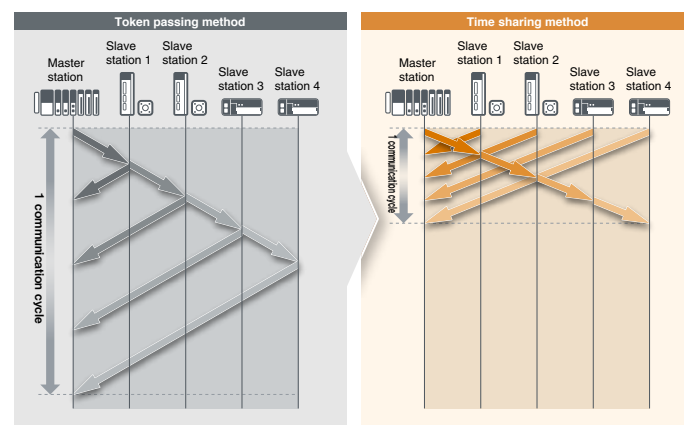 Token passing method
Master
station
Slave
station 1
Slave
station 2
Slave
station 3
Slave
station 4
1 communication cycle
Time sharing method
Master
station
Slave
station 1
Slave
station 2
Slave
station 3
Slave
station 4
1 communication cycle